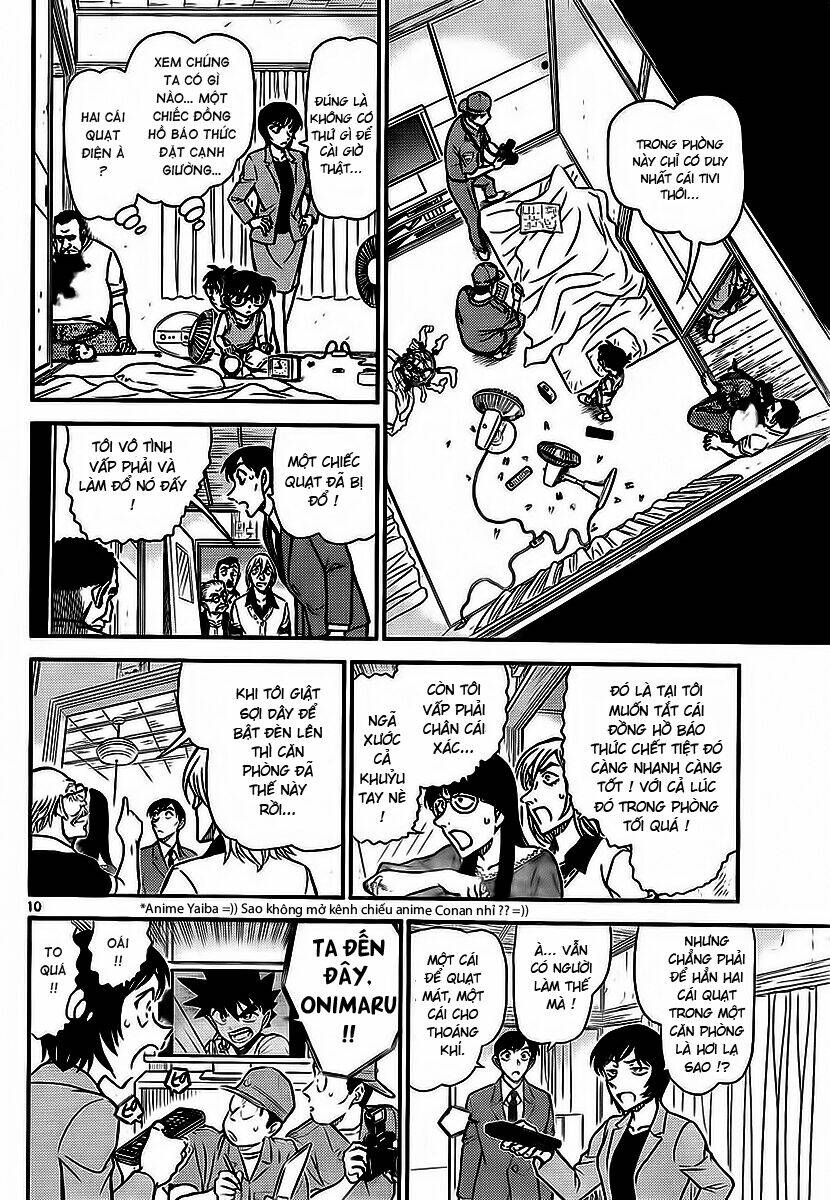 TRONG PHÒNG
NÀY CHỈ CÓ DUY
NHẤT CÁI TIVI
THÔI...
ĐÚNG LÀ
KHÔNG CÓ
THỨ GÌ ĐỂ
CÀI GIỜ
THẬT...
XEM CHÚNG
TA CÓ GÌ
NÀO... MỘT
CHIẾC ĐỒNG
HỒ BÁO THỨC
ĐẶT CẠNH
GIƯỜNG...
HAI CÁI
QUẠT
ĐIỆN À
?
MỘT CHIẾC
QUẠT ĐÃ BỊ
ĐỔ !
TÔI VÔ TÌNH
VẤP PHẢI VÀ
LÀM ĐỔ NÓ ĐẤY
!
ĐÓ LÀ TẠI TÔI
MUỐN TẮT CÁI
ĐỒNG HỒ BÁO
THỨC CHẾT TIỆT ĐÓ
CÀNG NHANH CÀNG
TỐT ! VỚI CẢ LÚC
ĐÓ TRONG PHÒNG
TỐI QUÁ !
CÒN TÔI
VẤP PHẢI
CHÂN CÁI
XÁC...
NGÃ
XƯỚC
CẢ
KHUỶU
TAY NÈ
!
KHI TÔI GIẬT
SỢI DÂY ĐỂ
BẬT ĐÈN LÊN
THÌ CĂN
PHÒNG ĐÃ
THẾ NÀY
RỒI...
10
*Anime Yaiba =)) Sao không mở kênh chiếu anime Conan nhỉ ?? =))
NHƯNG
CHẲNG PHẢI
ĐỂ HẲN HAI
CÁI QUẠT
TRONG MỘT
CĂN PHÒNG
LÀ HƠI LẠ
SAO !?
À... VẪN
CÓ NGƯỜI
LÀM THẾ
MÀ !
MỘT CÁI
ĐỂ QUẠT
MÁT, MỘT
CÁI CHO
THOÁNG
KHÍ.
TA ĐẾN
ĐÂY,
ONIMARU
!!
OÁI
!!
TO
QUÁ !